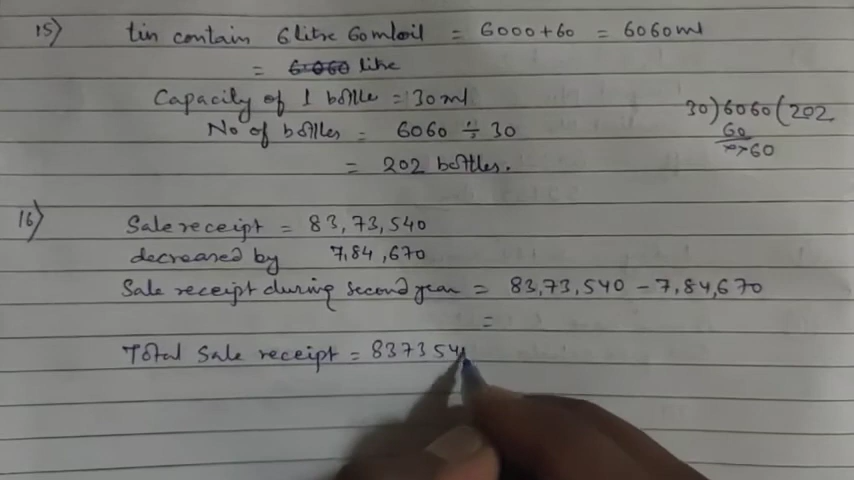 15) tin contain 6 litre 60 ml oil = 6000+60 = 6060 ml
= 6.060 litre
Capacity of 1 bottle = 30 ml
No of bottles = 6060 ÷ 30
= 202 bottles.
30)6060(202
60
60
16) Sale receipt = 83,73,540
decreased by 7,84,670
Sale receipt during second year = 83,73,540 - 7,84,670
=
Total Sale receipt = 837354